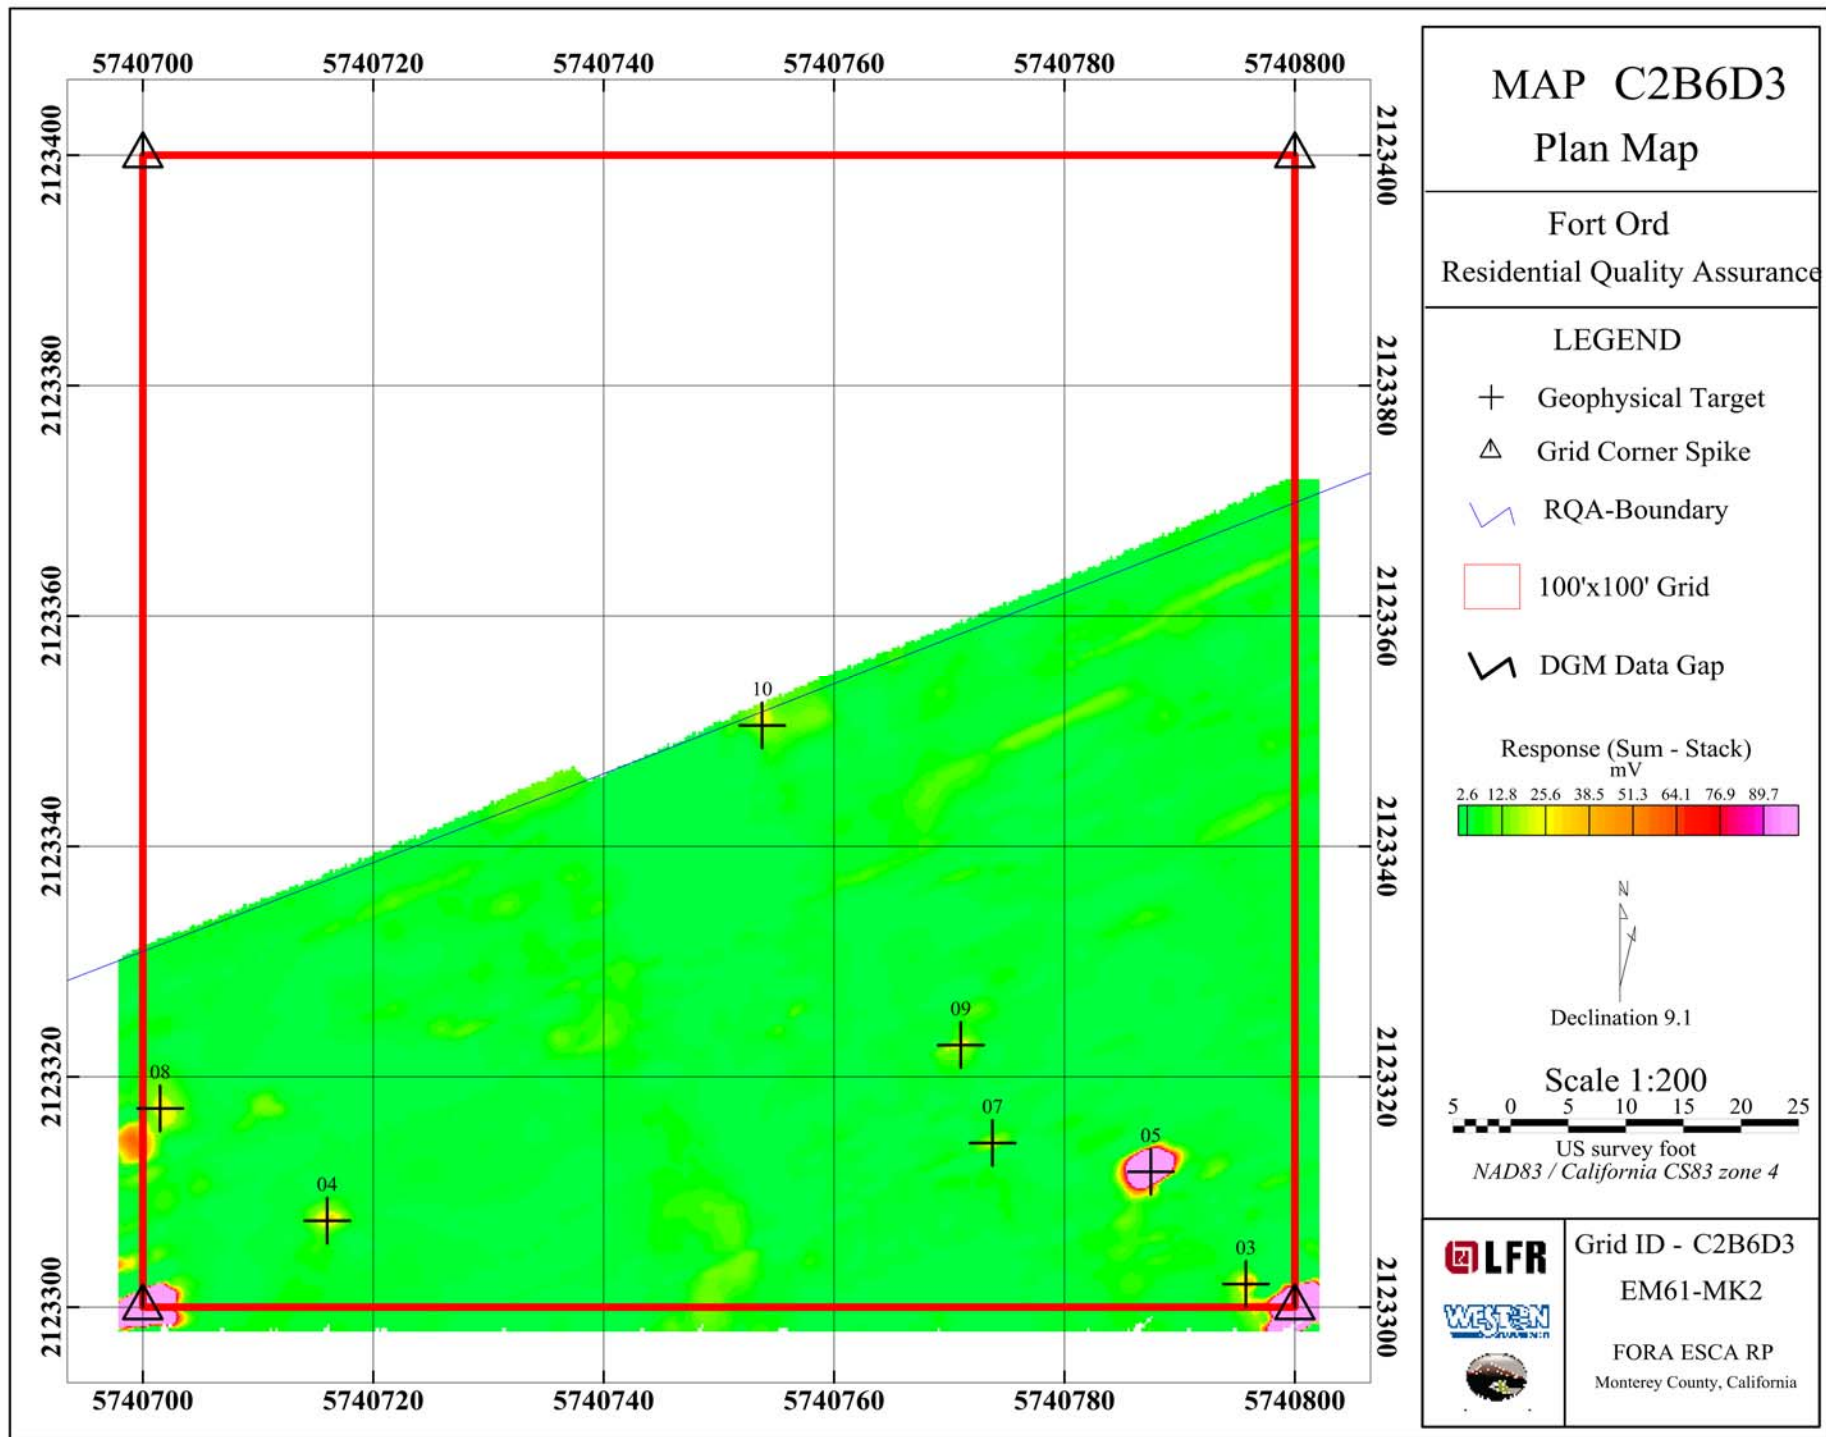 5740700 5740720 5740740 5740760 5740780 5740800
2123400
2123380
2123360
2123340
2123320
2123300
2123400
2123380
2123360
2123340
2123320
2123300
10
09
08
07
05
04
03
5740700 5740720 5740740 5740760 5740780 5740800
MAP C2B6D3
Plan Map
Fort Ord
Residential Quality Assurance
LEGEND
Geophysical Target
Grid Corner Spike
RQA-Boundary
100'x100' Grid
DGM Data Gap
Response (Sum - Stack)
mV
2.6 12.8 25.6 38.5 51.3 64.1 76.9 89.7
N
Declination 9.1
Scale 1:200
5 0 5 10 15 20 25
US survey foot
NAD83 / California CS83 zone 4
LFR
WESTON
Grid ID - C2B6D3
EM61-MK2
FORA ESCA RP
Monterey County, California